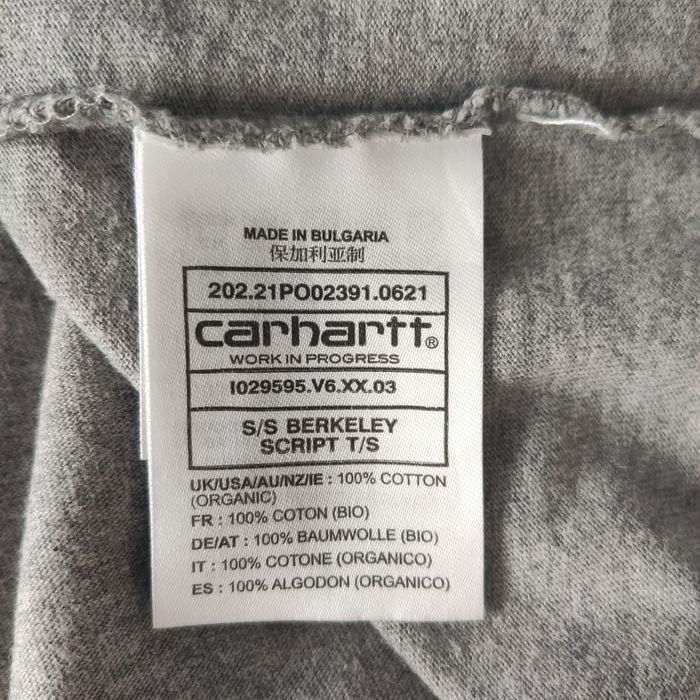 MADE IN BULGARIA
保加利亚制
202.21PO02391.0621
carhartt®
WORK IN PROGRESS
I029595.V6.XX.03
S/S BERKELEY
SCRIPT T/S
UK/USA/AU/NZ/IE : 100% COTTON
(ORGANIC)
FR : 100% COTON (BIO)
DE/AT : 100% BAUMWOLLE (BIO)
IT : 100% COTONE (ORGANICO)
ES : 100% ALGODON (ORGANICO)